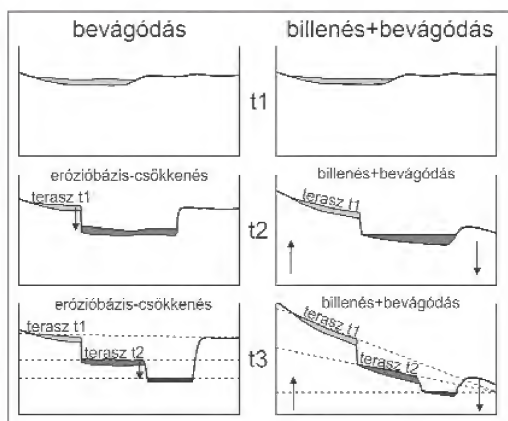 bevágódás
billenés+bevágódás
t1
erózióbázis-csökkenés
terasz t1
t2
billenés+bevágódás
terasz t1
erózióbázis-csökkenés
terasz t1
terasz t2
t3
billenés+bevágódás
terasz t1
terasz t2